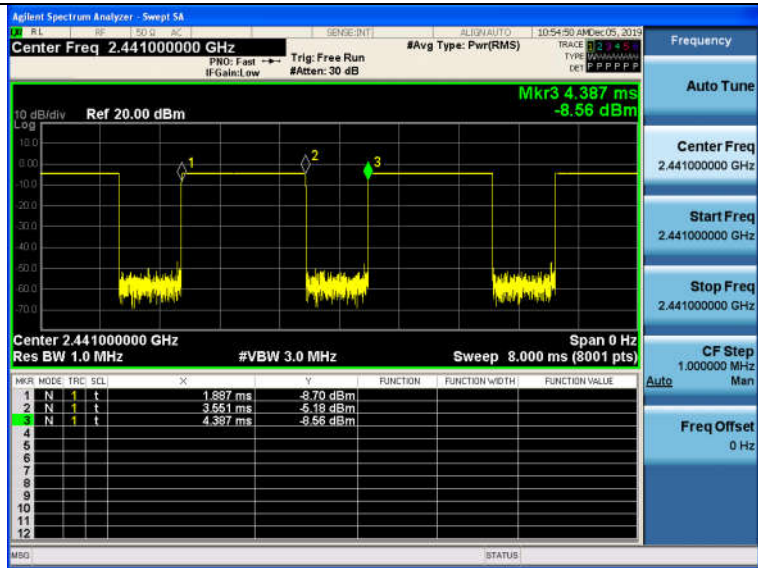 Agilent Spectrum Analyzer - Swept SA
RL RF 50 Ω AC SENSE:INT ALIGNAUTO 10:54:50 AMDec 05, 2019
Center Freq 2.441000000 GHz #Avg Type: Pwr(RMS) TRACE 1 2 3 4 5 6
PNO: Fast Trig: Free Run TYPE WWWWWW
IFGain:Low #Atten: 30 dB DET P P P P P P
Mkr3 4.387 ms
10 dB/div Ref 20.00 dBm -8.56 dBm
Log
10.0
0.00
-10.0
-20.0
-30.0
-40.0
-50.0
-60.0
-70.0
1
2
3
Center 2.441000000 GHz Span 0 Hz
Res BW 1.0 MHz #VBW 3.0 MHz Sweep 8.000 ms (8001 pts)
MKR MODE TRC SCL X Y FUNCTION FUNCTION WIDTH FUNCTION VALUE
1 N 1 t 1.887 ms -8.70 dBm
2 N 1 t 3.551 ms -5.18 dBm
3 N 1 t 4.387 ms -8.56 dBm
4
5
6
7
8
9
10
11
12
MSG STATUS
Frequency
Auto Tune
Center Freq
2.441000000 GHz
Start Freq
2.441000000 GHz
Stop Freq
2.441000000 GHz
CF Step
1.000000 MHz
Auto Man
Freq Offset
0 Hz